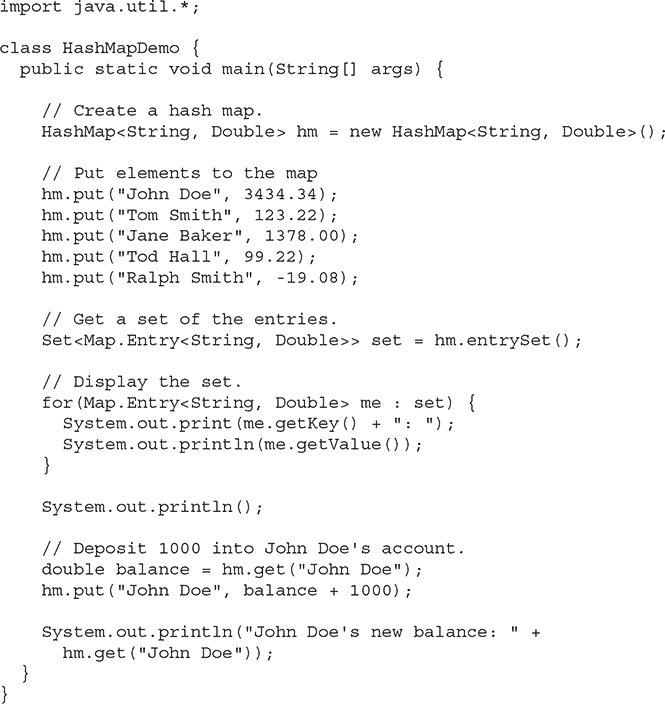 import java.util.*;

class HashMapDemo {
  public static void main(String[] args) {

    // Create a hash map.
    HashMap<String, Double> hm = new HashMap<String, Double>();

    // Put elements to the map
    hm.put("John Doe", 3434.34);
    hm.put("Tom Smith", 123.22);
    hm.put("Jane Baker", 1378.00);
    hm.put("Tod Hall", 99.22);
    hm.put("Ralph Smith", -19.08);

    // Get a set of the entries.
    Set<Map.Entry<String, Double>> set = hm.entrySet();

    // Display the set.
    for(Map.Entry<String, Double> me : set) {
      System.out.print(me.getKey() + ": ");
      System.out.println(me.getValue());
    }

    System.out.println();

    // Deposit 1000 into John Doe's account.
    double balance = hm.get("John Doe");
    hm.put("John Doe", balance + 1000);

    System.out.println("John Doe's new balance: " +
      hm.get("John Doe"));
  }
}